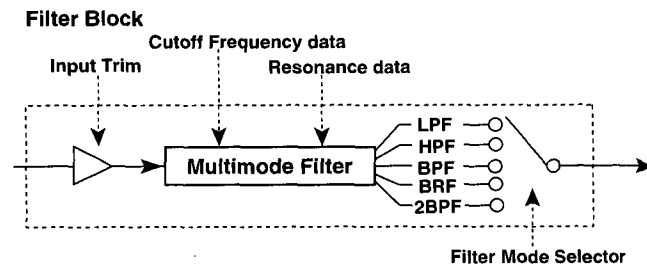 Filter Block
Cutoff Frequency data
Input Trim
Resonance data
Multimode Filter
LPF
HPF
BPF
BRF
2BPF
Filter Mode Selector